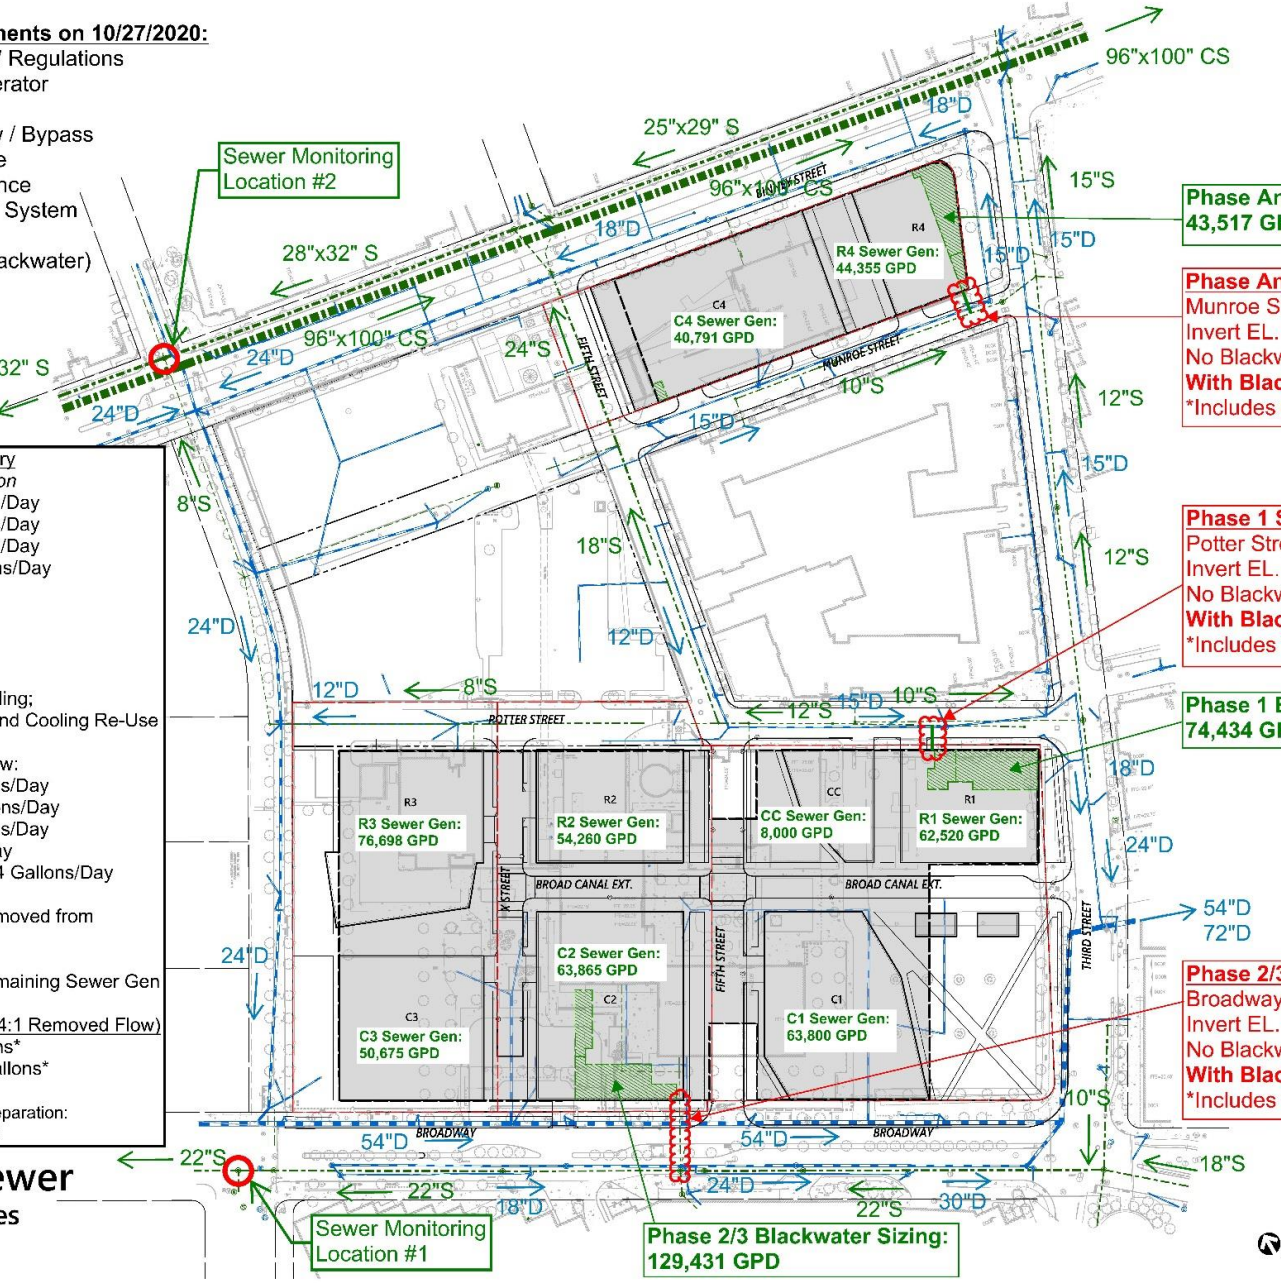 ments on 10/27/2020:
/ Regulations
erator
/ Bypass
e
nce
System
ackwater)
Sewer Monitoring
Location #2
96"x100" CS
25"x29" S
18"D
96"x100" CS
BINNEY STREET
15"S
Phase An
43,517 G
18"D
R4
R4 Sewer Gen:
44,355 GPD
15"D
15"D
28"x32" S
Phase An
Munroe S
Invert EL.
No Blackw
With Blac
*Includes
C4
C4 Sewer Gen:
40,791 GPD
96"x100" CS
24"S
FIFTH STREET
MUNROE STREET
32" S
24"D
10"S
12"S
24"D
15"D
15"D
ry
on
/Day
/Day
/Day
ns/Day
8"S
Phase 1 S
Potter Stre
Invert EL.
No Blackw
With Blac
*Includes
18"S
12"S
24"D
12"D
ling;
nd Cooling Re-Use
12"D
8"S
POTTER STREET
12"S
15"D
10"S
Phase 1 B
74,434 G
w:
s/Day
ons/Day
s/Day
ay
4 Gallons/Day
18"D
R3
R3 Sewer Gen:
76,698 GPD
R2
R2 Sewer Gen:
54,260 GPD
CC
CC Sewer Gen:
8,000 GPD
R1
R1 Sewer Gen:
62,520 GPD
24"D
X STREET
BROAD CANAL EXT.
BROAD CANAL EXT.
moved from
54"D
72"D
THIRD STREET
24"D
C2 Sewer Gen:
63,865 GPD
C2
FIFTH STREET
maining Sewer Gen
4:1 Removed Flow)
ns*
allons*
eparation:
C3
C3 Sewer Gen:
50,675 GPD
C1
C1 Sewer Gen:
63,800 GPD
Phase 2/3
Broadway
Invert EL.
No Blackw
With Blac
*Includes
10"S
54"D
BROADWAY
54"D
BROADWAY
22"S
18"S
ewer
es
22"S
18"D
24"D
22"S
30"D
Sewer Monitoring
Location #1
Phase 2/3 Blackwater Sizing:
129,431 GPD